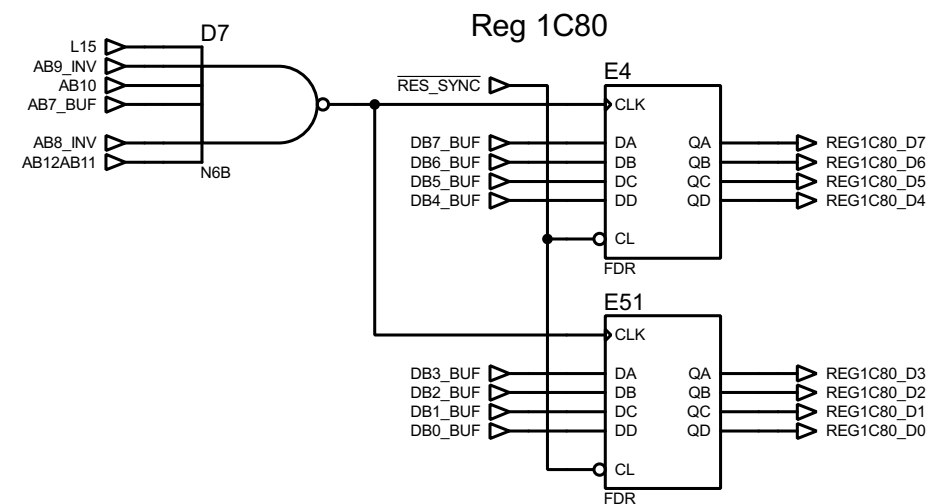 Reg 1C80
D7
L15
AB9_INV
AB10
AB7_BUF
AB8_INV
AB12AB11
N6B
RES_SYNC
E4
CLK
DB7_BUF DA QA REG1C80_D7
DB6_BUF DB QB REG1C80_D6
DB5_BUF DC QC REG1C80_D5
DB4_BUF DD QD REG1C80_D4
CL
FDR
E51
CLK
DB3_BUF DA QA REG1C80_D3
DB2_BUF DB QB REG1C80_D2
DB1_BUF DC QC REG1C80_D1
DB0_BUF DD QD REG1C80_D0
CL
FDR